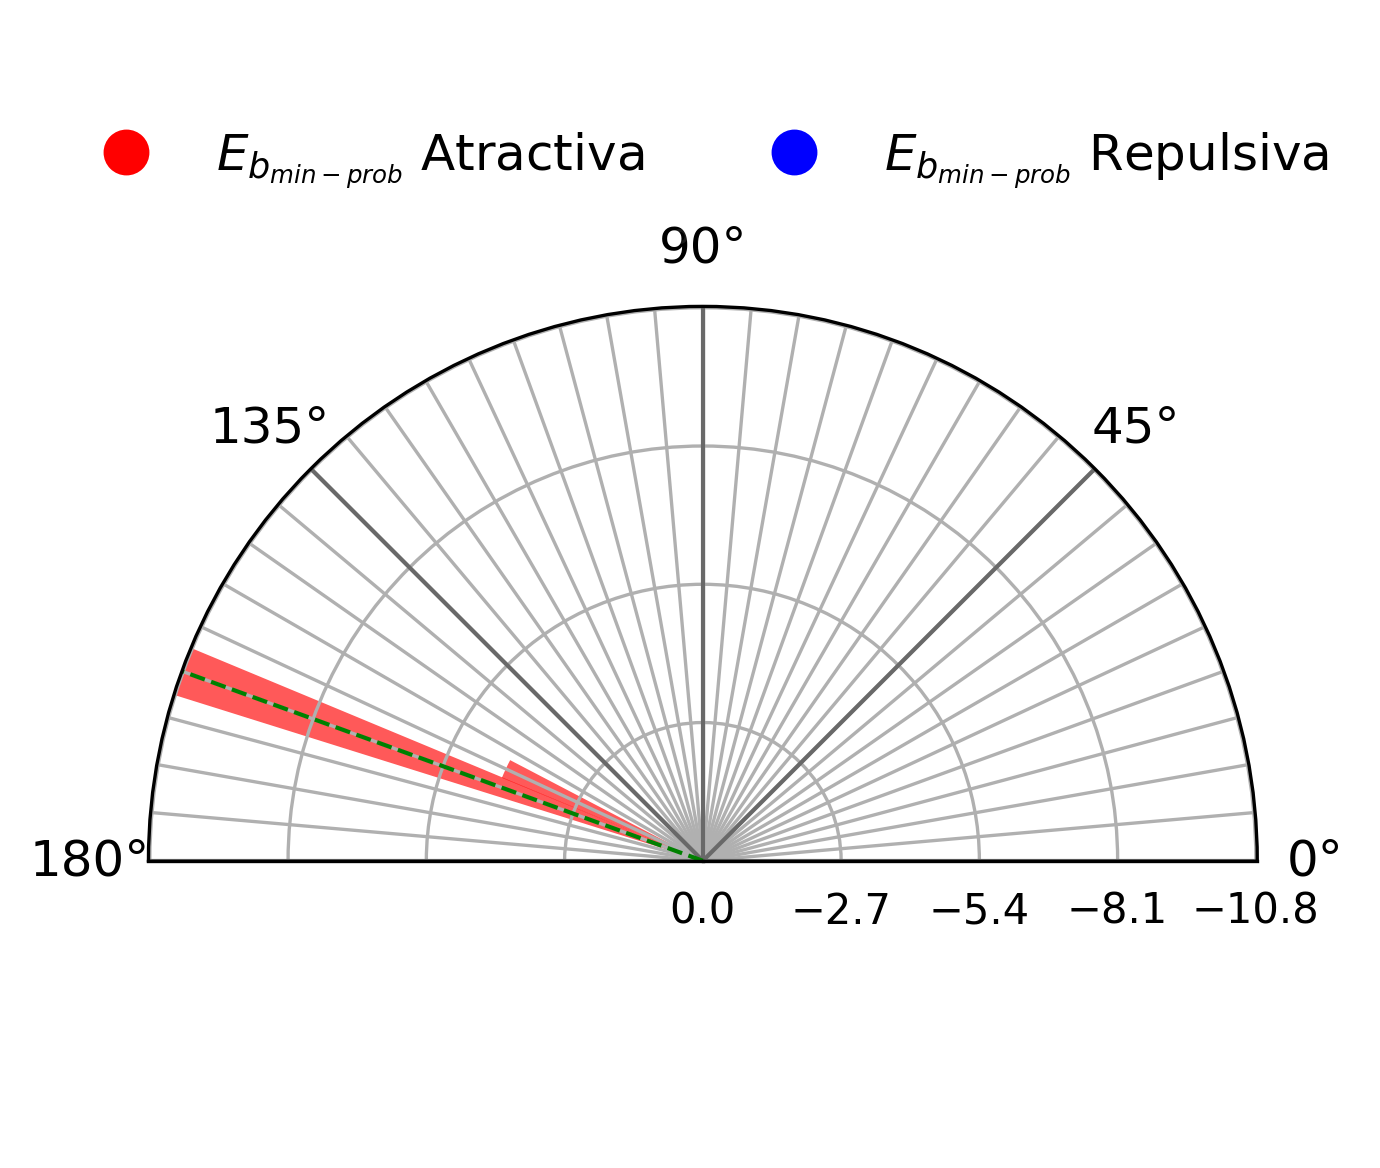 E_{b_{min-prob}} Atractiva E_{b_{min-prob}} Repulsiva
90°
135° 45°
180° 0°
0.0 −2.7 −5.4 −8.1 −10.8